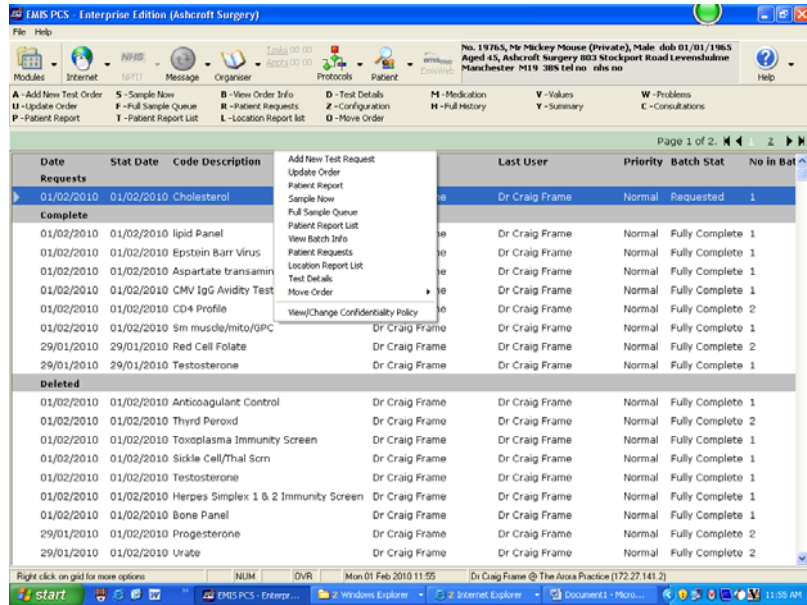 EMIS PCS - Enterprise Edition (Ashcroft Surgery)
File Help
Modules Internet NHS NPfIT Message Organiser Tasks 00 00 Appts 00 00 Protocols Patient emisweb EmisWeb Help
No. 19765, Mr Mickey Mouse (Private), Male dob 01/01/1965
Aged 45, Ashcroft Surgery 803 Stockport Road Levenshulme
Manchester M19 3BS tel no nhs no
A - Add New Test Order S - Sample Now B - View Order Info D - Test Details M - Medication V - Values W - Problems
U - Update Order F - Full Sample Queue R - Patient Requests Z - Configuration H - Full History Y - Summary C - Consultations
P - Patient Report T - Patient Report List L - Location Report list O - Move Order
Page 1 of 2. 1 2
Date Stat Date Code Description Last User Priority Batch Stat No in Bat
Requests
01/02/2010 01/02/2010 Cholesterol Dr Craig Frame Normal Requested 1
Complete
01/02/2010 01/02/2010 lipid Panel Dr Craig Frame Normal Fully Complete 1
01/02/2010 01/02/2010 Epstein Barr Virus Dr Craig Frame Normal Fully Complete 1
01/02/2010 01/02/2010 Aspartate transamin Dr Craig Frame Normal Fully Complete 1
01/02/2010 01/02/2010 CMV IgG Avidity Test Dr Craig Frame Normal Fully Complete 1
01/02/2010 01/02/2010 CD4 Profile Dr Craig Frame Normal Fully Complete 2
01/02/2010 01/02/2010 Sm muscle/mito/GPC Dr Craig Frame Dr Craig Frame Normal Fully Complete 1
29/01/2010 29/01/2010 Red Cell Folate Dr Craig Frame Dr Craig Frame Normal Fully Complete 2
29/01/2010 29/01/2010 Testosterone Dr Craig Frame Dr Craig Frame Normal Fully Complete 1
Add New Test Request
Update Order
Patient Report
Sample Now
Full Sample Queue
Patient Report List
View Batch Info
Patient Requests
Location Report List
Test Details
Move Order
View/Change Confidentiality Policy
Deleted
01/02/2010 01/02/2010 Anticoagulant Control Dr Craig Frame Dr Craig Frame Normal Fully Complete 1
01/02/2010 01/02/2010 Thyrd Peroxd Dr Craig Frame Dr Craig Frame Normal Fully Complete 2
01/02/2010 01/02/2010 Toxoplasma Immunity Screen Dr Craig Frame Dr Craig Frame Normal Fully Complete 1
01/02/2010 01/02/2010 Sickle Cell/Thal Scrn Dr Craig Frame Dr Craig Frame Normal Fully Complete 1
01/02/2010 01/02/2010 Testosterone Dr Craig Frame Dr Craig Frame Normal Fully Complete 1
01/02/2010 01/02/2010 Herpes Simplex 1 & 2 Immunity Screen Dr Craig Frame Dr Craig Frame Normal Fully Complete 1
01/02/2010 01/02/2010 Bone Panel Dr Craig Frame Dr Craig Frame Normal Fully Complete 1
29/01/2010 01/02/2010 Progesterone Dr Craig Frame Dr Craig Frame Normal Fully Complete 2
29/01/2010 01/02/2010 Urate Dr Craig Frame Dr Craig Frame Normal Fully Complete 2
Right click on grid for more options NUM OVR Mon 01 Feb 2010 11:55 Dr Craig Frame @ The Arora Practice (172.27.141.2)
start EMIS PCS - Enterpr... 2 Windows Explorer 2 Internet Explorer Document1 - Micro... 11:55 AM